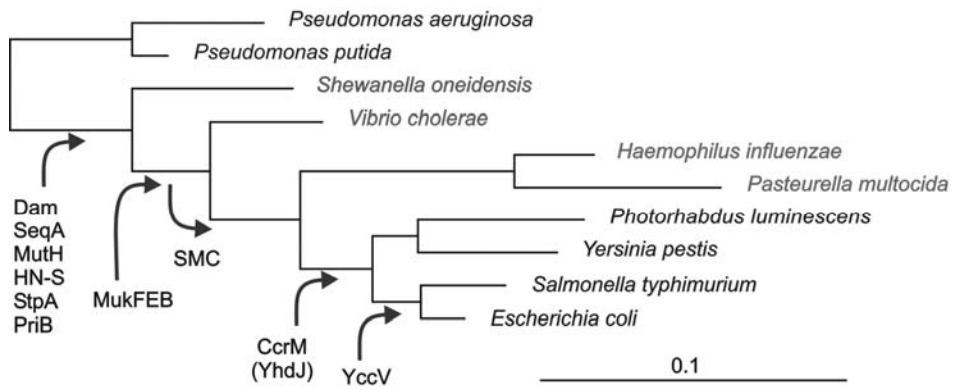 Pseudomonas aeruginosa
Pseudomonas putida
Shewanella oneidensis
Vibrio cholerae
Haemophilus influenzae
Pasteurella multocida
Photorhabdus luminescens
Yersinia pestis
Salmonella typhimurium
Escherichia coli
Dam
SeqA
MutH
HN-S
StpA
PriB
MukFEB
SMC
CcrM
(YhdJ)
YccV
0.1